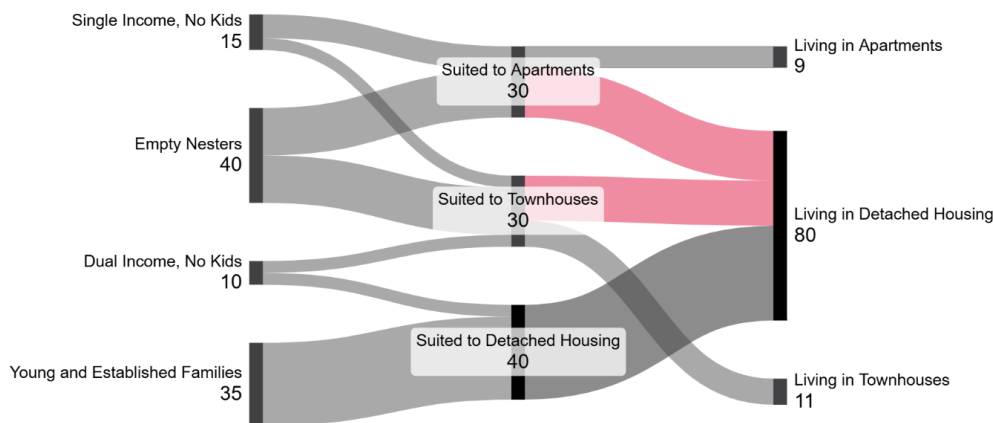 Single Income, No Kids
15
Empty Nesters
40
Dual Income, No Kids
10
Young and Established Families
35
Suited to Apartments
30
Suited to Townhouses
30
Suited to Detached Housing
40
Living in Apartments
9
Living in Detached Housing
80
Living in Townhouses
11